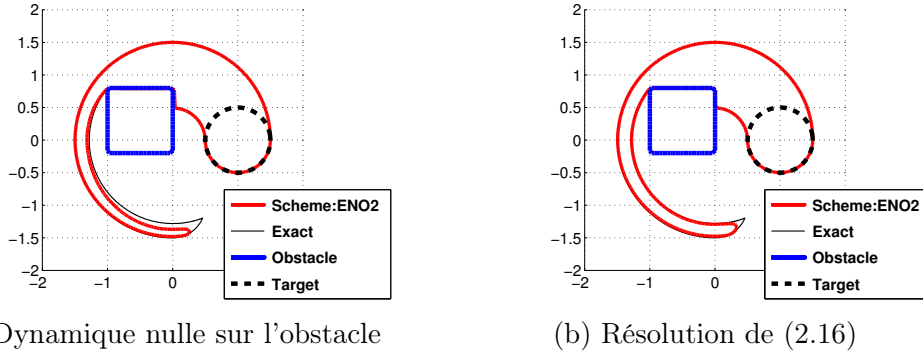 2
1.5
1
0.5
0
−0.5
−1
−1.5
−2
−2
−1
0
Scheme:ENO2
Exact
Obstacle
Target
Dynamique nulle sur l'obstacle
2
1.5
1
0.5
0
−0.5
−1
−1.5
−2
−2
−1
0
Scheme:ENO2
Exact
Obstacle
Target
(b) Résolution de (2.16)